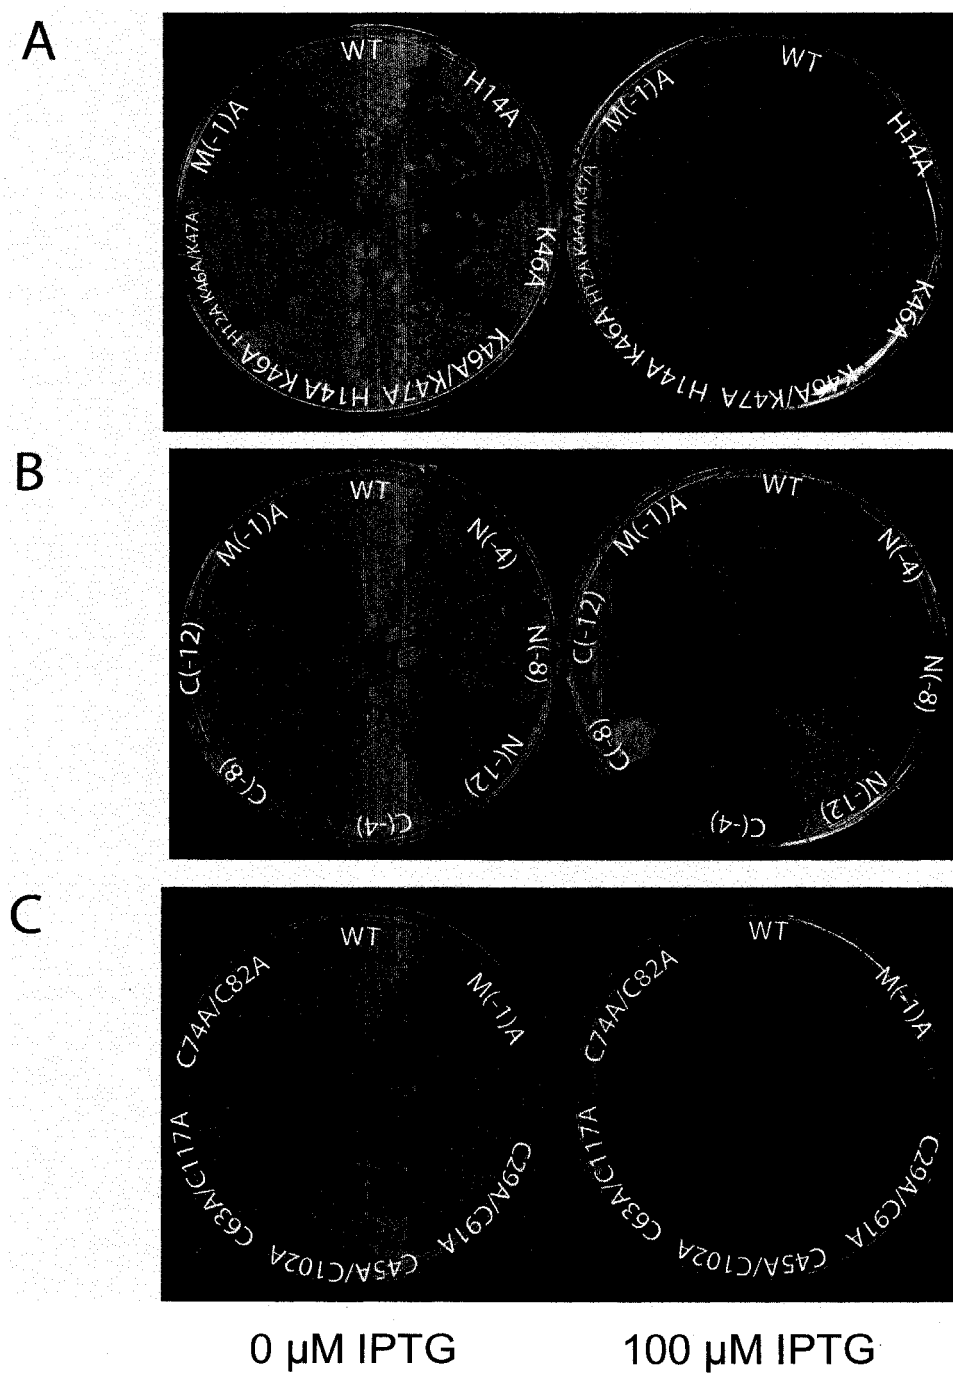 A
WT
H14A
K46A
K46A/K47A
H14A K46A
H12A K46A/K47A
M(-1)A
WT
H14A
K46A
K46A/K47A
H14A K46A
H12A K46A/K47A
M(-1)A
B
WT
N(-4)
N(-8)
N(-12)
C(-4)
C(-8)
C(-12)
M(-1)A
WT
N(-4)
N(-8)
N(-12)
C(-4)
C(-8)
C(-12)
M(-1)A
C
WT
M(-1)A
C29A/C91A
C45A/C102A
C63A/C117A
C74A/C82A
WT
M(-1)A
C29A/C91A
C45A/C102A
C63A/C117A
C74A/C82A
0 µM IPTG
100 µM IPTG